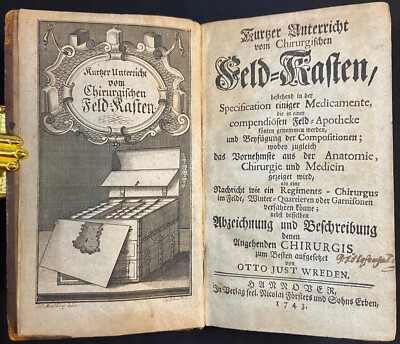 Kurtzer Unterricht
vom
Chirurgischen
Feld-Kasten.
Kurtzer Unterricht
vom Chirurgischen
Feld-Kasten,
bestehend in der
Specification einiger Medicamente,
die in einer
compendiösen Feld-Apotheke
können genommen werden,
und Beyfügung der Compositionen;
wobey zugleich
das Vornehmste aus der Anatomie,
Chirurgie und Medicin
gezeiget wird,
als eine
Nachricht wie ein Regiments-Chirurgus
im Felde, Winter-Quartieren oder Garnisonen
verfahren könne;
nebst desselben
Abzeichnung und Beschreibung
denen
Angehenden CHIRURGIS
zum Besten aufgesetzet
von
OTTO JUST WREDEN.
HANNOVER,
In Verlag seel. Nicolai Försters und Sohns Erben,
1743.